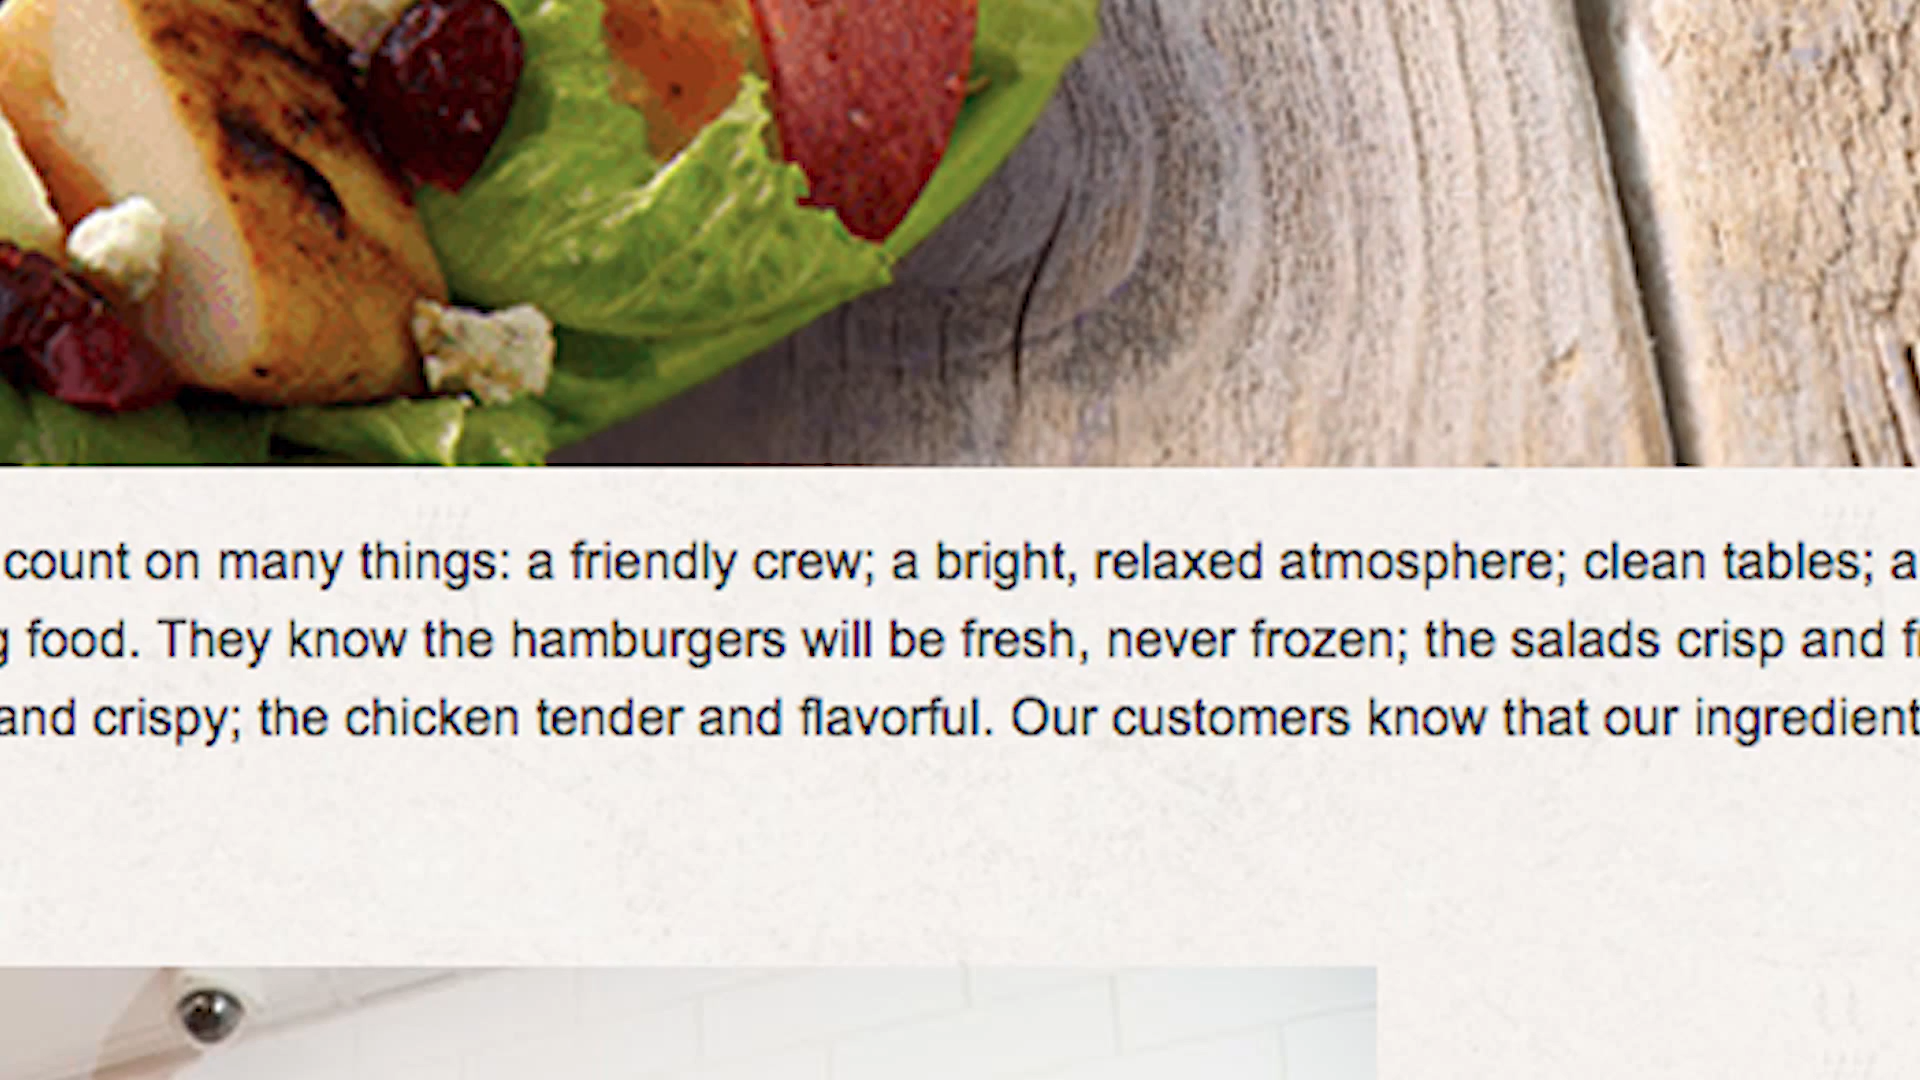 count on many things: a friendly crew; a bright, relaxed atmosphere; clean tables; a
food. They know the hamburgers will be fresh, never frozen; the salads crisp and
and crispy; the chicken tender and flavorful. Our customers know that our ingredient